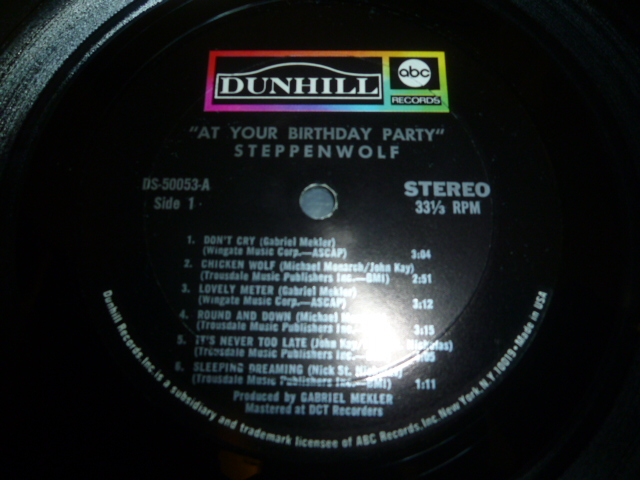 DUNHILL
abc
RECORDS
"AT YOUR BIRTHDAY PARTY"
STEPPENWOLF
DS-50053-A
Side 1
STEREO
33⅓ RPM
1. DON'T CRY (Gabriel Mekler)
(Wingate Music Corp.—ASCAP) 3:04
2. CHICKEN WOLF (Michael Monarch/John Kay)
(Trousdale Music Publishers Inc.—BMI) 2:51
3. LOVELY METER (Gabriel Mekler)
(Wingate Music Corp.—ASCAP) 3:12
4. ROUND AND DOWN (Michael
(Trousdale Music Publishers Inc. 3:15
5. IT'S NEVER TOO LATE (John Kay/ Nicholas)
(Trousdale Music Publishers Inc.
6. SLEEPING DREAMING (Nick St.
(Trousdale Music Publishers Inc.—BMI) 1:11
Produced by GABRIEL MEKLER
Mastered at DCT Recorders
Dunhill Records, Inc. is a subsidiary and trademark licensee of ABC Records, Inc. New York, N.Y. 10019 • Made in USA